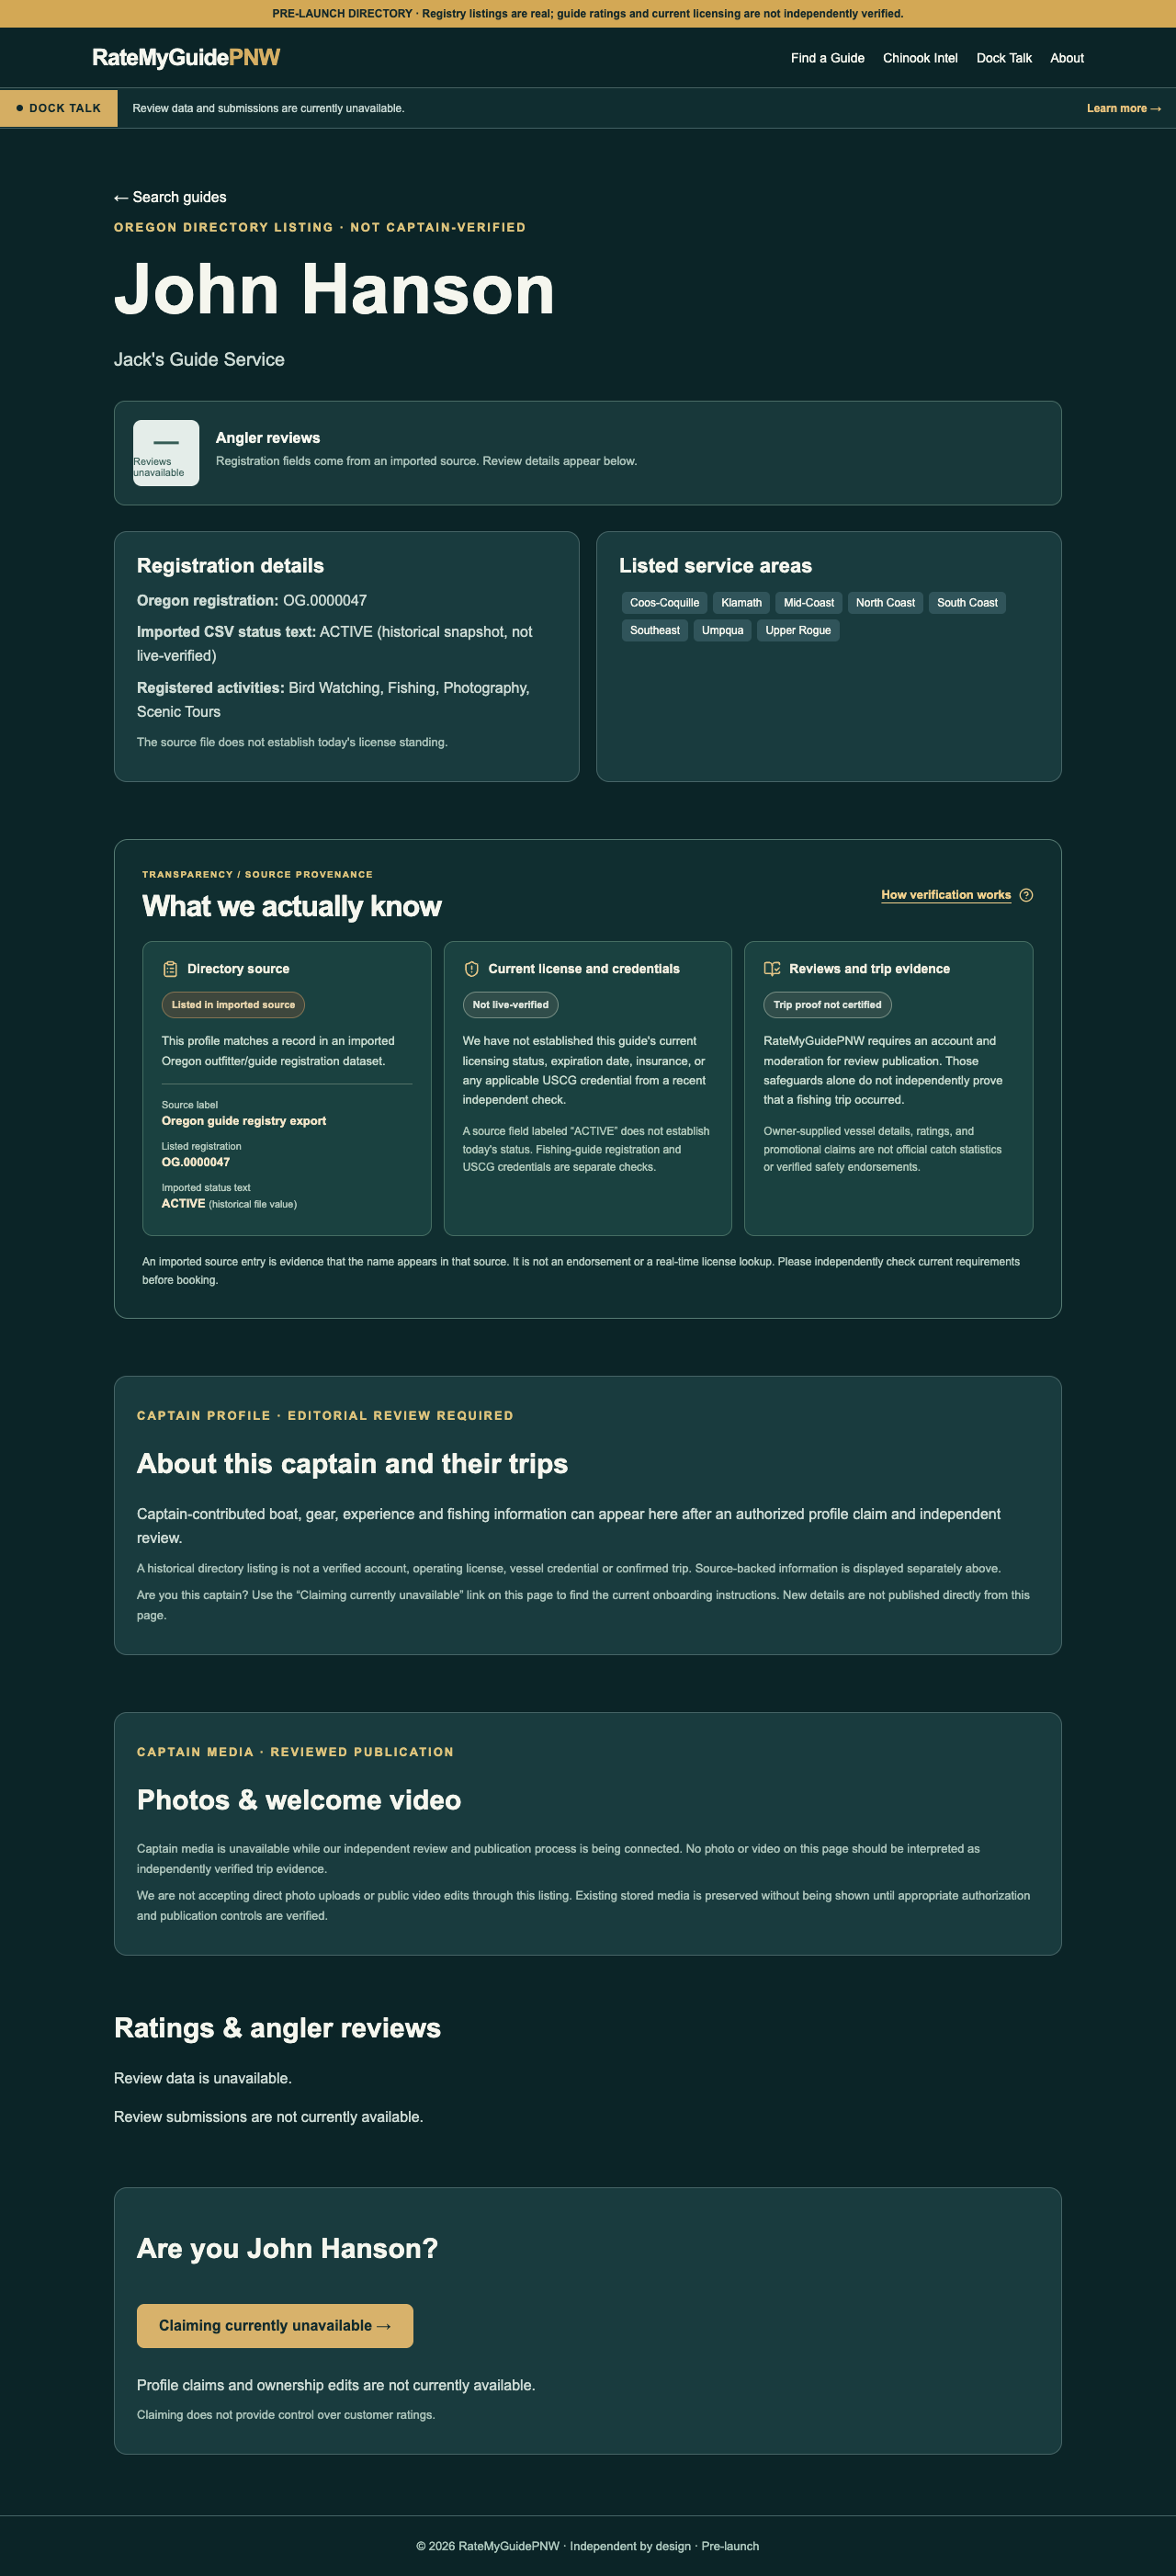 PRE-LAUNCH DIRECTORY · Registry listings are real; guide ratings and current licensing are not independently verified.
RateMyGuidePNW
Find a Guide
Chinook Intel
Dock Talk
About
DOCK TALK
Review data and submissions are currently unavailable.
Learn more →
← Search guides
OREGON DIRECTORY LISTING · NOT CAPTAIN-VERIFIED
John Hanson
Jack's Guide Service
—
Reviews
unavailable
Angler reviews
Registration fields come from an imported source. Review details appear below.
Registration details
Oregon registration: OG.0000047
Imported CSV status text: ACTIVE (historical snapshot, not
live-verified)
Registered activities: Bird Watching, Fishing, Photography,
Scenic Tours
The source file does not establish today's license standing.
Listed service areas
Coos-Coquille
Klamath
Mid-Coast
North Coast
South Coast
Southeast
Umpqua
Upper Rogue
TRANSPARENCY / SOURCE PROVENANCE
What we actually know
How verification works
Directory source
Listed in imported source
This profile matches a record in an imported
Oregon outfitter/guide registration dataset.
Source label
Oregon guide registry export
Listed registration
OG.0000047
Imported status text
ACTIVE (historical file value)
Current license and credentials
Not live-verified
We have not established this guide's current
licensing status, expiration date, insurance, or
any applicable USCG credential from a recent
independent check.
A source field labeled “ACTIVE” does not establish
today's status. Fishing-guide registration and
USCG credentials are separate checks.
Reviews and trip evidence
Trip proof not certified
RateMyGuidePNW requires an account and
moderation for review publication. Those
safeguards alone do not independently prove
that a fishing trip occurred.
Owner-supplied vessel details, ratings, and
promotional claims are not official catch statistics
or verified safety endorsements.
An imported source entry is evidence that the name appears in that source. It is not an endorsement or a real-time license lookup. Please independently check current requirements
before booking.
CAPTAIN PROFILE · EDITORIAL REVIEW REQUIRED
About this captain and their trips
Captain-contributed boat, gear, experience and fishing information can appear here after an authorized profile claim and independent
review.
A historical directory listing is not a verified account, operating license, vessel credential or confirmed trip. Source-backed information is displayed separately above.
Are you this captain? Use the “Claiming currently unavailable” link on this page to find the current onboarding instructions. New details are not published directly from this
page.
CAPTAIN MEDIA · REVIEWED PUBLICATION
Photos & welcome video
Captain media is unavailable while our independent review and publication process is being connected. No photo or video on this page should be interpreted as
independently verified trip evidence.
We are not accepting direct photo uploads or public video edits through this listing. Existing stored media is preserved without being shown until appropriate authorization
and publication controls are verified.
Ratings & angler reviews
Review data is unavailable.
Review submissions are not currently available.
Are you John Hanson?
Claiming currently unavailable →
Profile claims and ownership edits are not currently available.
Claiming does not provide control over customer ratings.
© 2026 RateMyGuidePNW · Independent by design · Pre-launch